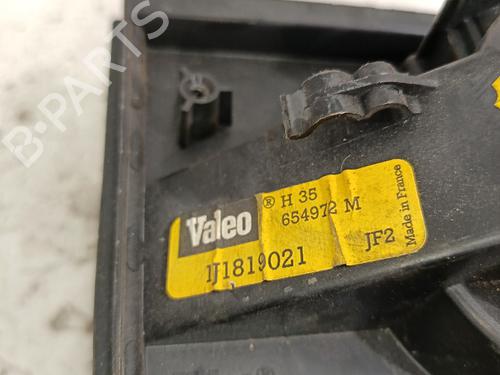 B-PARTS
Valeo
® H 35
654972 M
1J1819021
JF2
Made in France